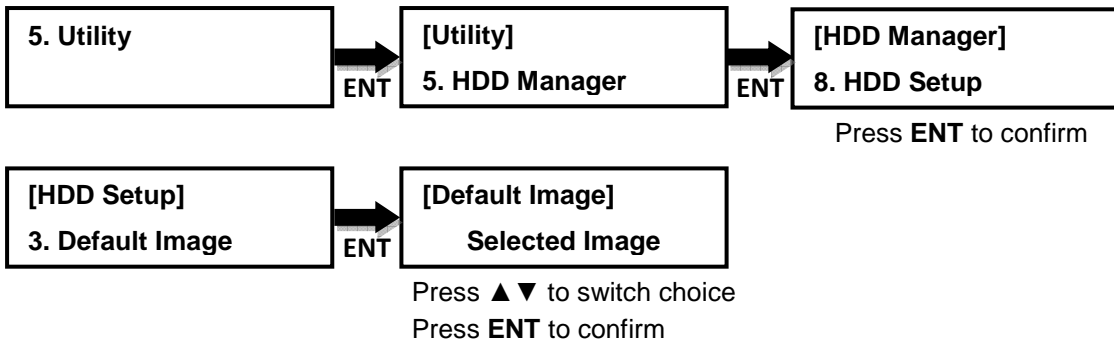 5. Utility
ENT
[Utility]
5. HDD Manager
ENT
[HDD Manager]
8. HDD Setup
Press ENT to confirm
[HDD Setup]
3. Default Image
ENT
[Default Image]
Selected Image
Press ▲▼ to switch choice
Press ENT to confirm